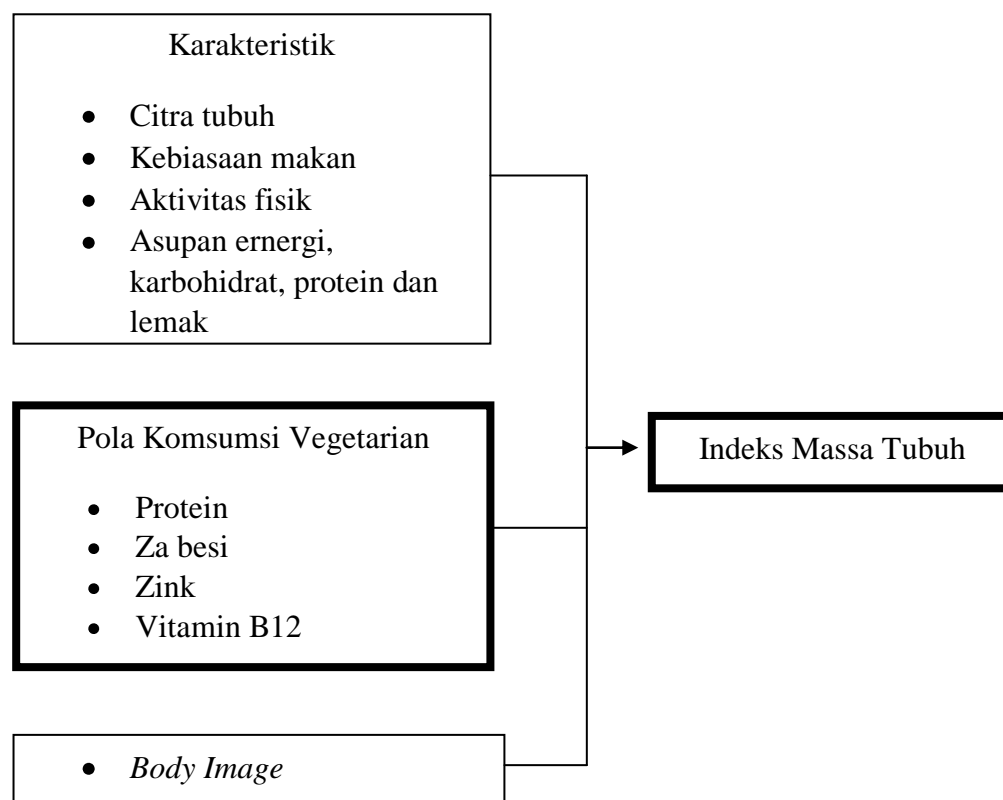 Karakteristik
• Citra tubuh
• Kebiasaan makan
• Aktivitas fisik
• Asupan ernergi,
karbohidrat, protein dan
lemak
Pola Komsumsi Vegetarian
• Protein
• Za besi
• Zink
• Vitamin B12
Indeks Massa Tubuh
• Body Image